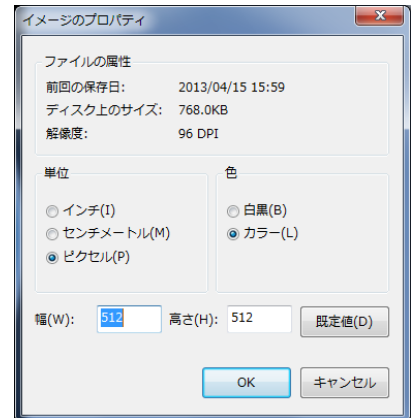 イメージのプロパティ
ファイルの属性
前回の保存日: 2013/04/15 15:59
ディスク上のサイズ: 768.0KB
解像度: 96 DPI
単位
インチ(I)
センチメートル(M)
ピクセル(P)
色
白黒(B)
カラー(L)
幅(W): 512 高さ(H): 512 既定値(D)
OK キャンセル